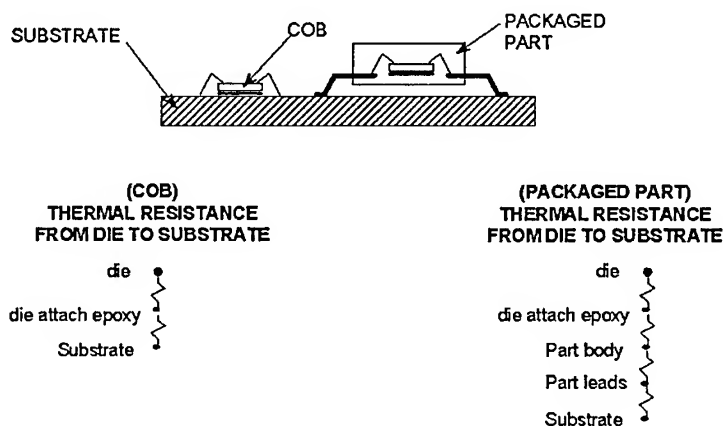 SUBSTRATE
COB
PACKAGED
PART
(COB)
THERMAL RESISTANCE
FROM DIE TO SUBSTRATE
die
die attach epoxy
Substrate
(PACKAGED PART)
THERMAL RESISTANCE
FROM DIE TO SUBSTRATE
die
die attach epoxy
Part body
Part leads
Substrate